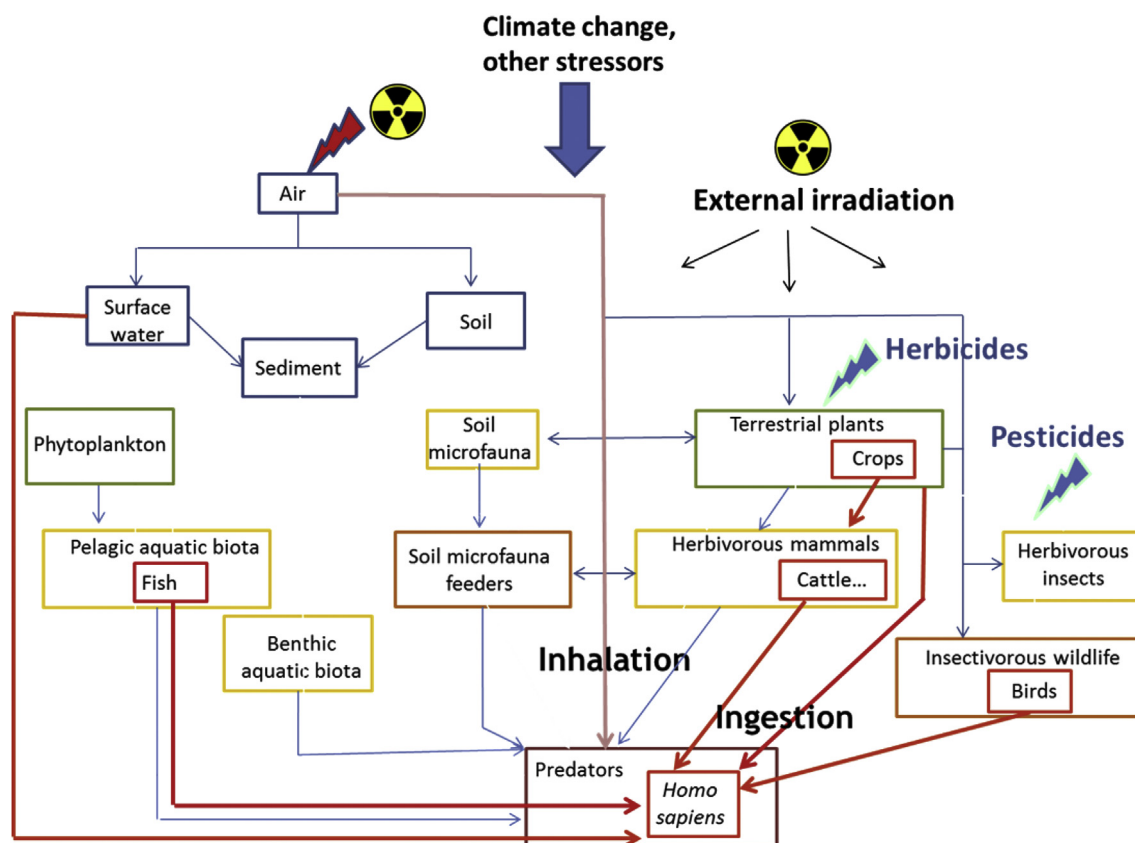 Climate change,
other stressors
Air
External irradiation
Surface
water
Soil
Sediment
Herbicides
Phytoplankton
Soil
microfauna
Terrestrial plants
Crops
Pesticides
Pelagic aquatic biota
Fish
Soil microfauna
feeders
Herbivorous mammals
Cattle...
Herbivorous
insects
Benthic
aquatic biota
Inhalation
Insectivorous wildlife
Birds
Ingestion
Predators
Homo
sapiens